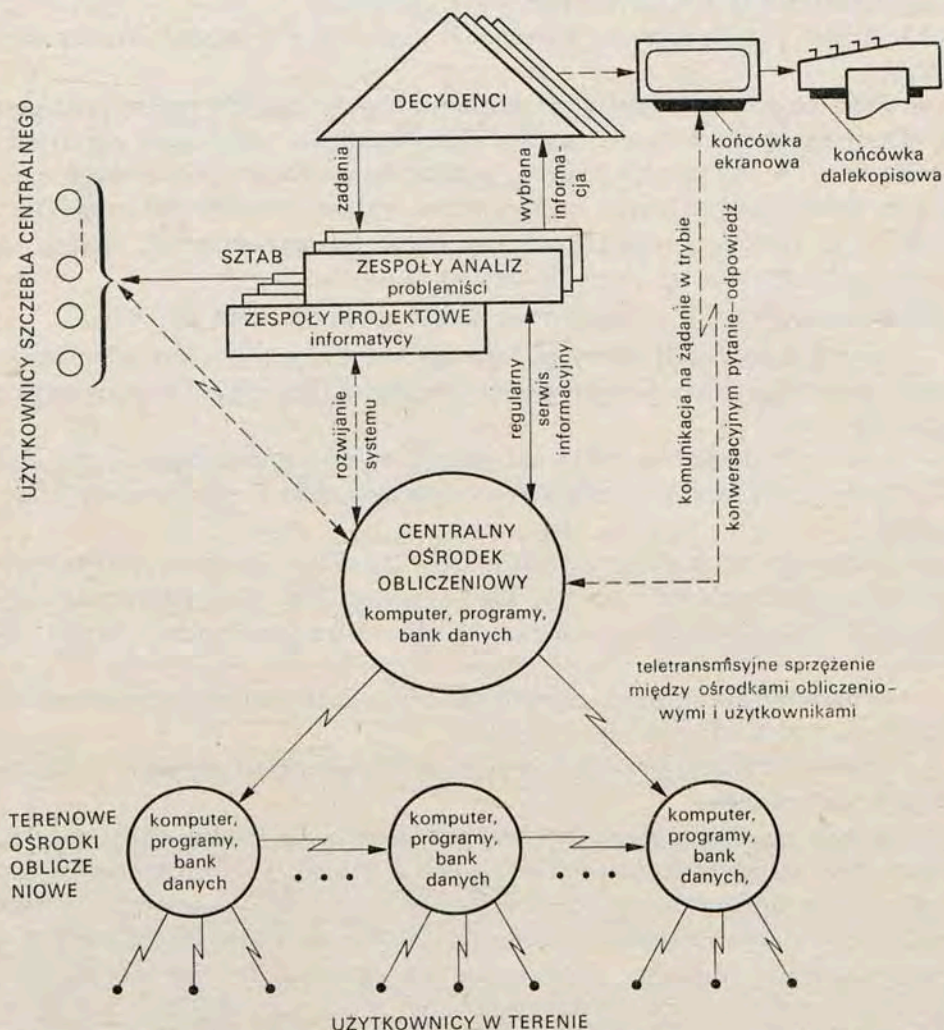 DECYDENCI
końcówka
ekranowa
końcówka
dalekopisowa
zadania
wybrana
informa-
cja
UŻYTKOWNICY SZCZEBLA CENTRALNEGO
SZTAB
ZESPOŁY ANALIZ
problemiści
ZESPOŁY PROJEKTOWE
informatycy
rozwijanie
systemu
regularny
serwis
informacyjny
komunikacja na żądanie w trybie
konwersacyjnym pytanie–odpowiedź
CENTRALNY
OŚRODEK
OBLICZENIOWY
komputer, programy,
bank danych
teletransmisyjne sprzężenie
między ośrodkami obliczenio-
wymi i użytkownikami
TERENOWE
OŚRODKI
OBLICZE
NIOWE
komputer,
programy,
bank
danych
komputer,
programy,
bank
danych
komputer,
programy,
bank
danych,
UŻYTKOWNICY W TERENIE